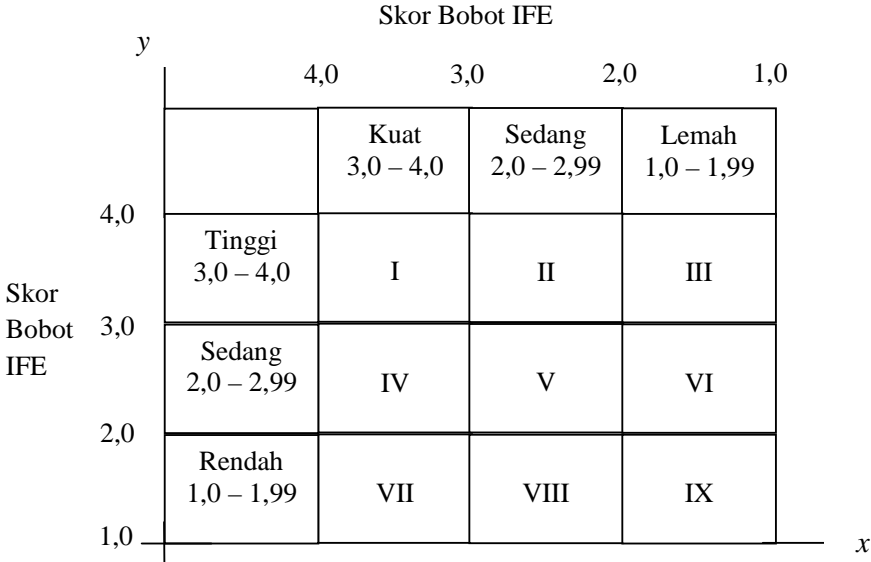 Skor Bobot IFE
y
4,0 3,0 2,0 1,0
Kuat Sedang Lemah
3,0 – 4,0 2,0 – 2,99 1,0 – 1,99
4,0
Tinggi
3,0 – 4,0 I II III
Skor
Bobot 3,0
IFE
Sedang
2,0 – 2,99 IV V VI
2,0
Rendah
1,0 – 1,99 VII VIII IX
1,0
x